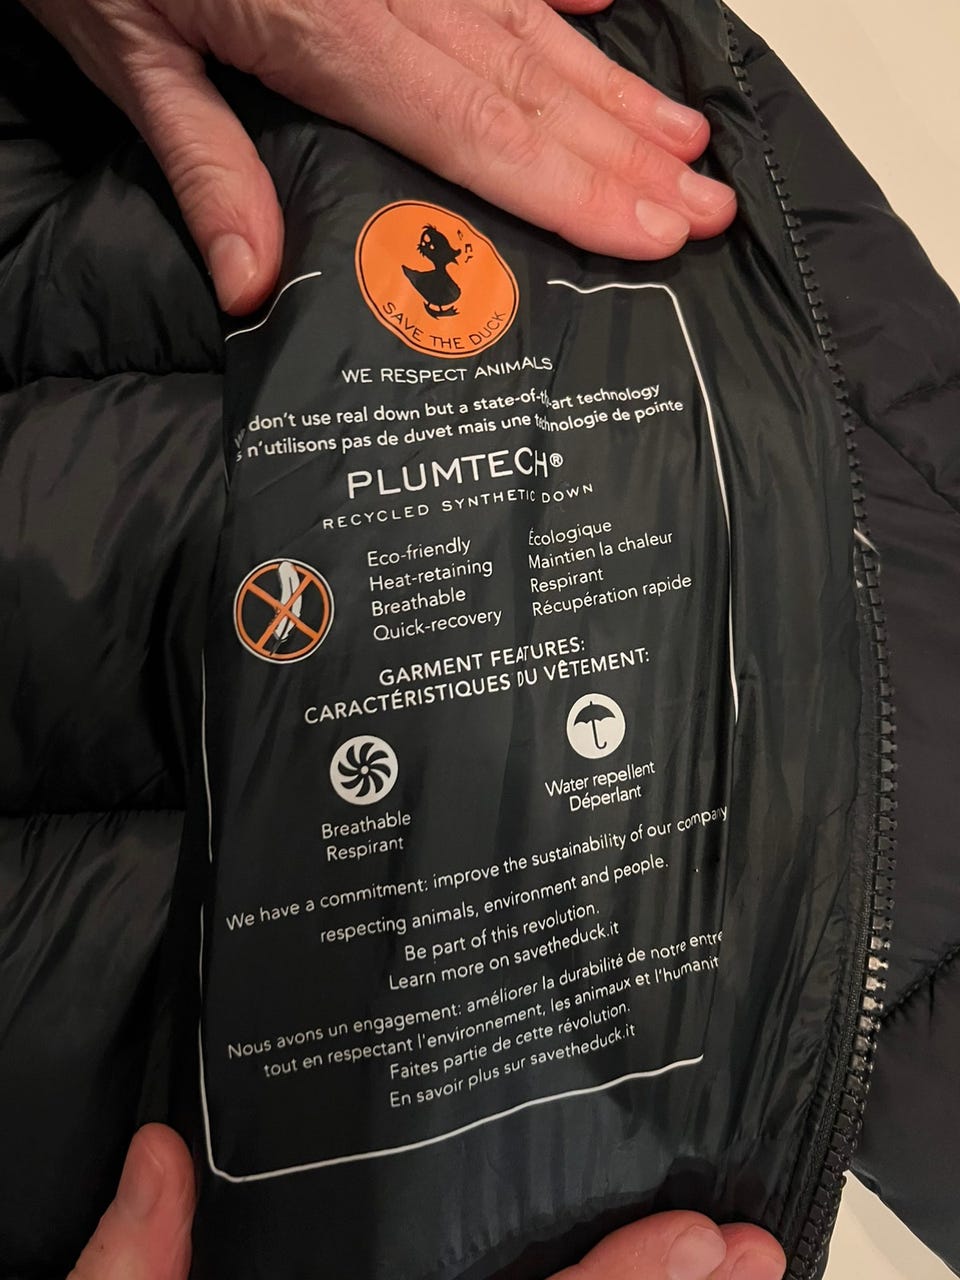 SAVE THE DUCK
WE RESPECT ANIMALS
don't use real down but a state-of-the-art technology
n'utilisons pas de duvet mais une technologie de pointe
PLUMTECH®
RECYCLED SYNTHETIC DOWN
Eco-friendly
Heat-retaining
Breathable
Quick-recovery
Écologique
Maintien la chaleur
Respirant
Récupération rapide
GARMENT FEATURES:
CARACTÉRISTIQUES DU VÊTEMENT:
Breathable
Respirant
Water repellent
Déperlant
We have a commitment: improve the sustainability of our company
respecting animals, environment and people.
Be part of this revolution.
Learn more on savetheduck.it
Nous avons un engagement: améliorer la durabilité de notre entre
tout en respectant l'environnement, les animaux et l'humanit
Faites partie de cette révolution.
En savoir plus sur savetheduck.it